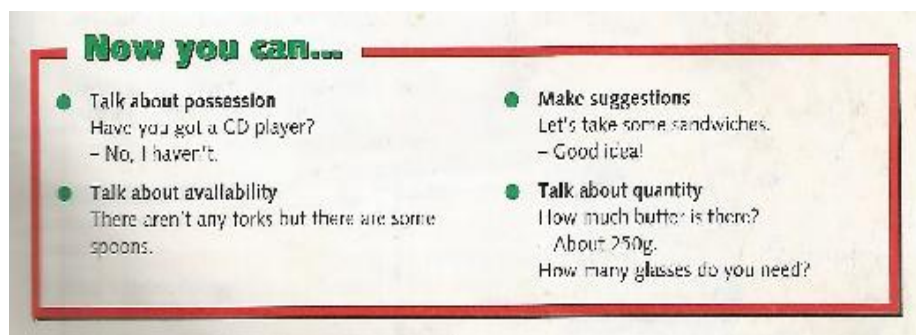 Now you can...
Talk about possession
Have you got a CD player?
– No, I haven't.
Talk about availability
There aren't any forks but there are some
spoons.
Make suggestions
Let's take some sandwiches.
– Good idea!
Talk about quantity
How much butter is there?
– About 250g.
How many glasses do you need?